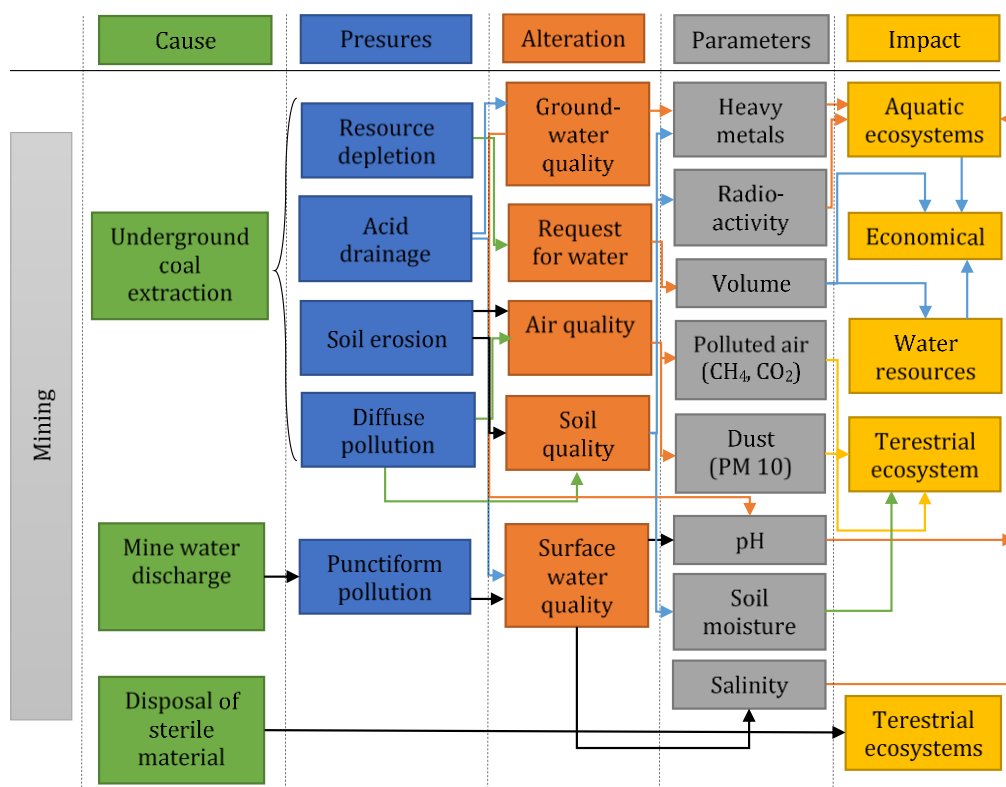 Cause
Presures
Alteration
Parameters
Impact
Mining
Underground
coal
extraction
Mine water
discharge
Disposal of
sterile
material
Resource
depletion
Acid
drainage
Soil erosion
Diffuse
pollution
Punctiform
pollution
Ground-
water
quality
Request
for water
Air quality
Soil
quality
Surface
water
quality
Heavy
metals
Radio-
activity
Volume
Polluted air
(CH₄, CO₂)
Dust
(PM 10)
pH
Soil
moisture
Salinity
Aquatic
ecosystems
Economical
Water
resources
Terestrial
ecosystem
Terestrial
ecosystems